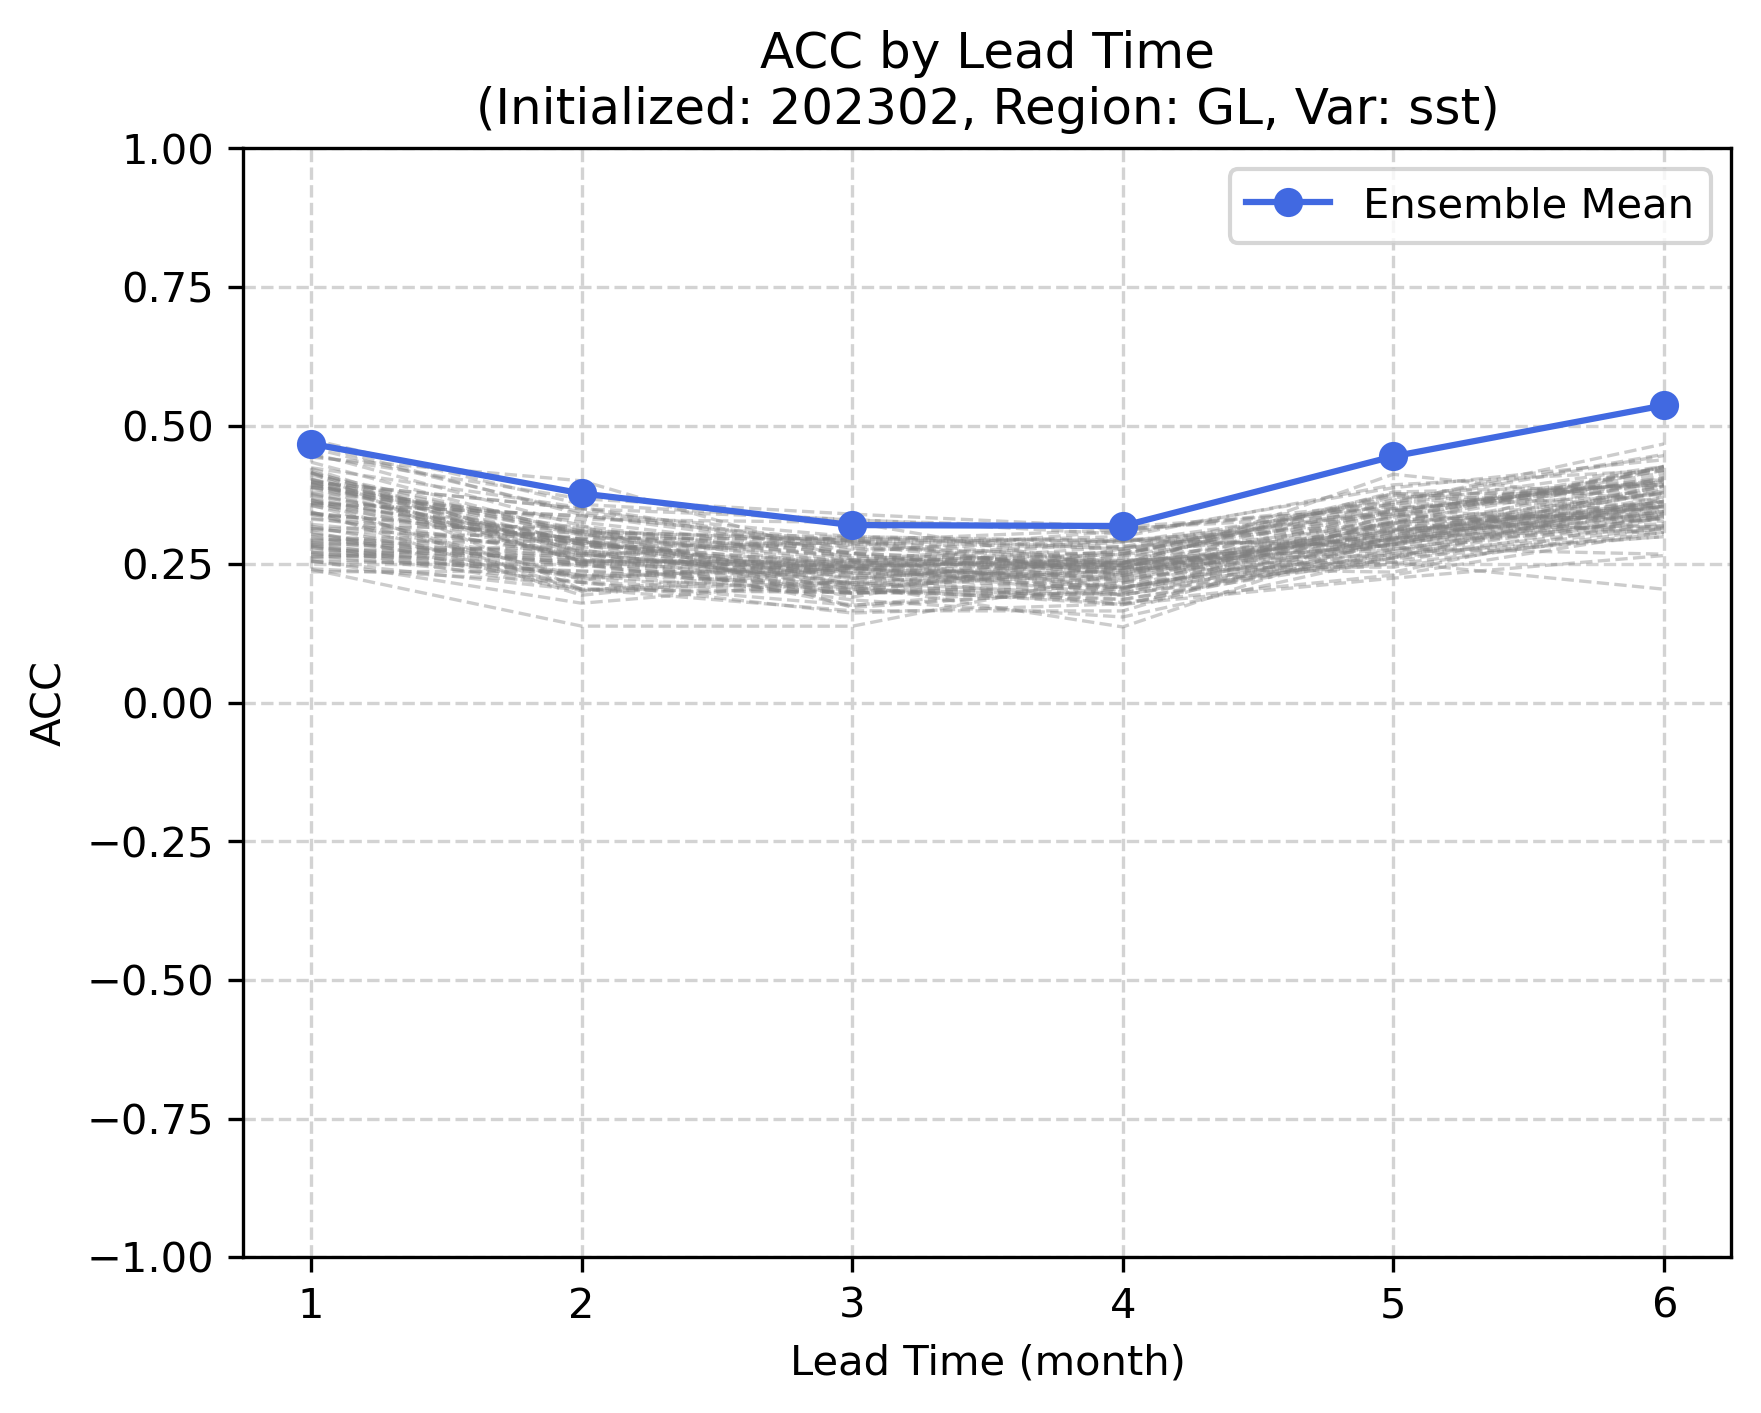 ACC by Lead Time
(Initialized: 202302, Region: GL, Var: sst)
Ensemble Mean
1.00
0.75
0.50
0.25
0.00
−0.25
−0.50
−0.75
−1.00
ACC
1 2 3 4 5 6
Lead Time (month)